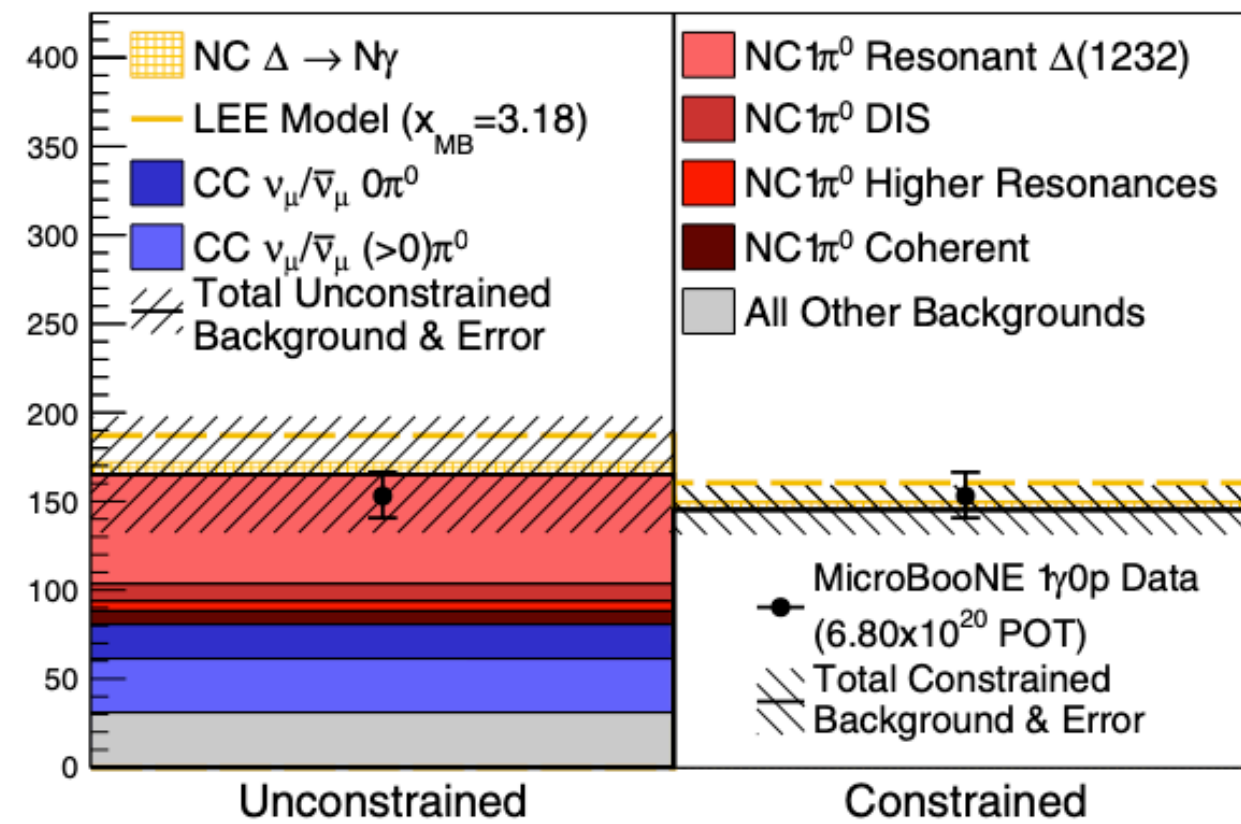 400
350
300
250
200
150
100
50
0
NC Δ → Nγ
LEE Model (x_MB=3.18)
CC ν_μ/ν̅_μ 0π⁰
CC ν_μ/ν̅_μ (>0)π⁰
Total Unconstrained
Background & Error
NC1π⁰ Resonant Δ(1232)
NC1π⁰ DIS
NC1π⁰ Higher Resonances
NC1π⁰ Coherent
All Other Backgrounds
MicroBooNE 1γ0p Data
(6.80x10²⁰ POT)
Total Constrained
Background & Error
Unconstrained
Constrained